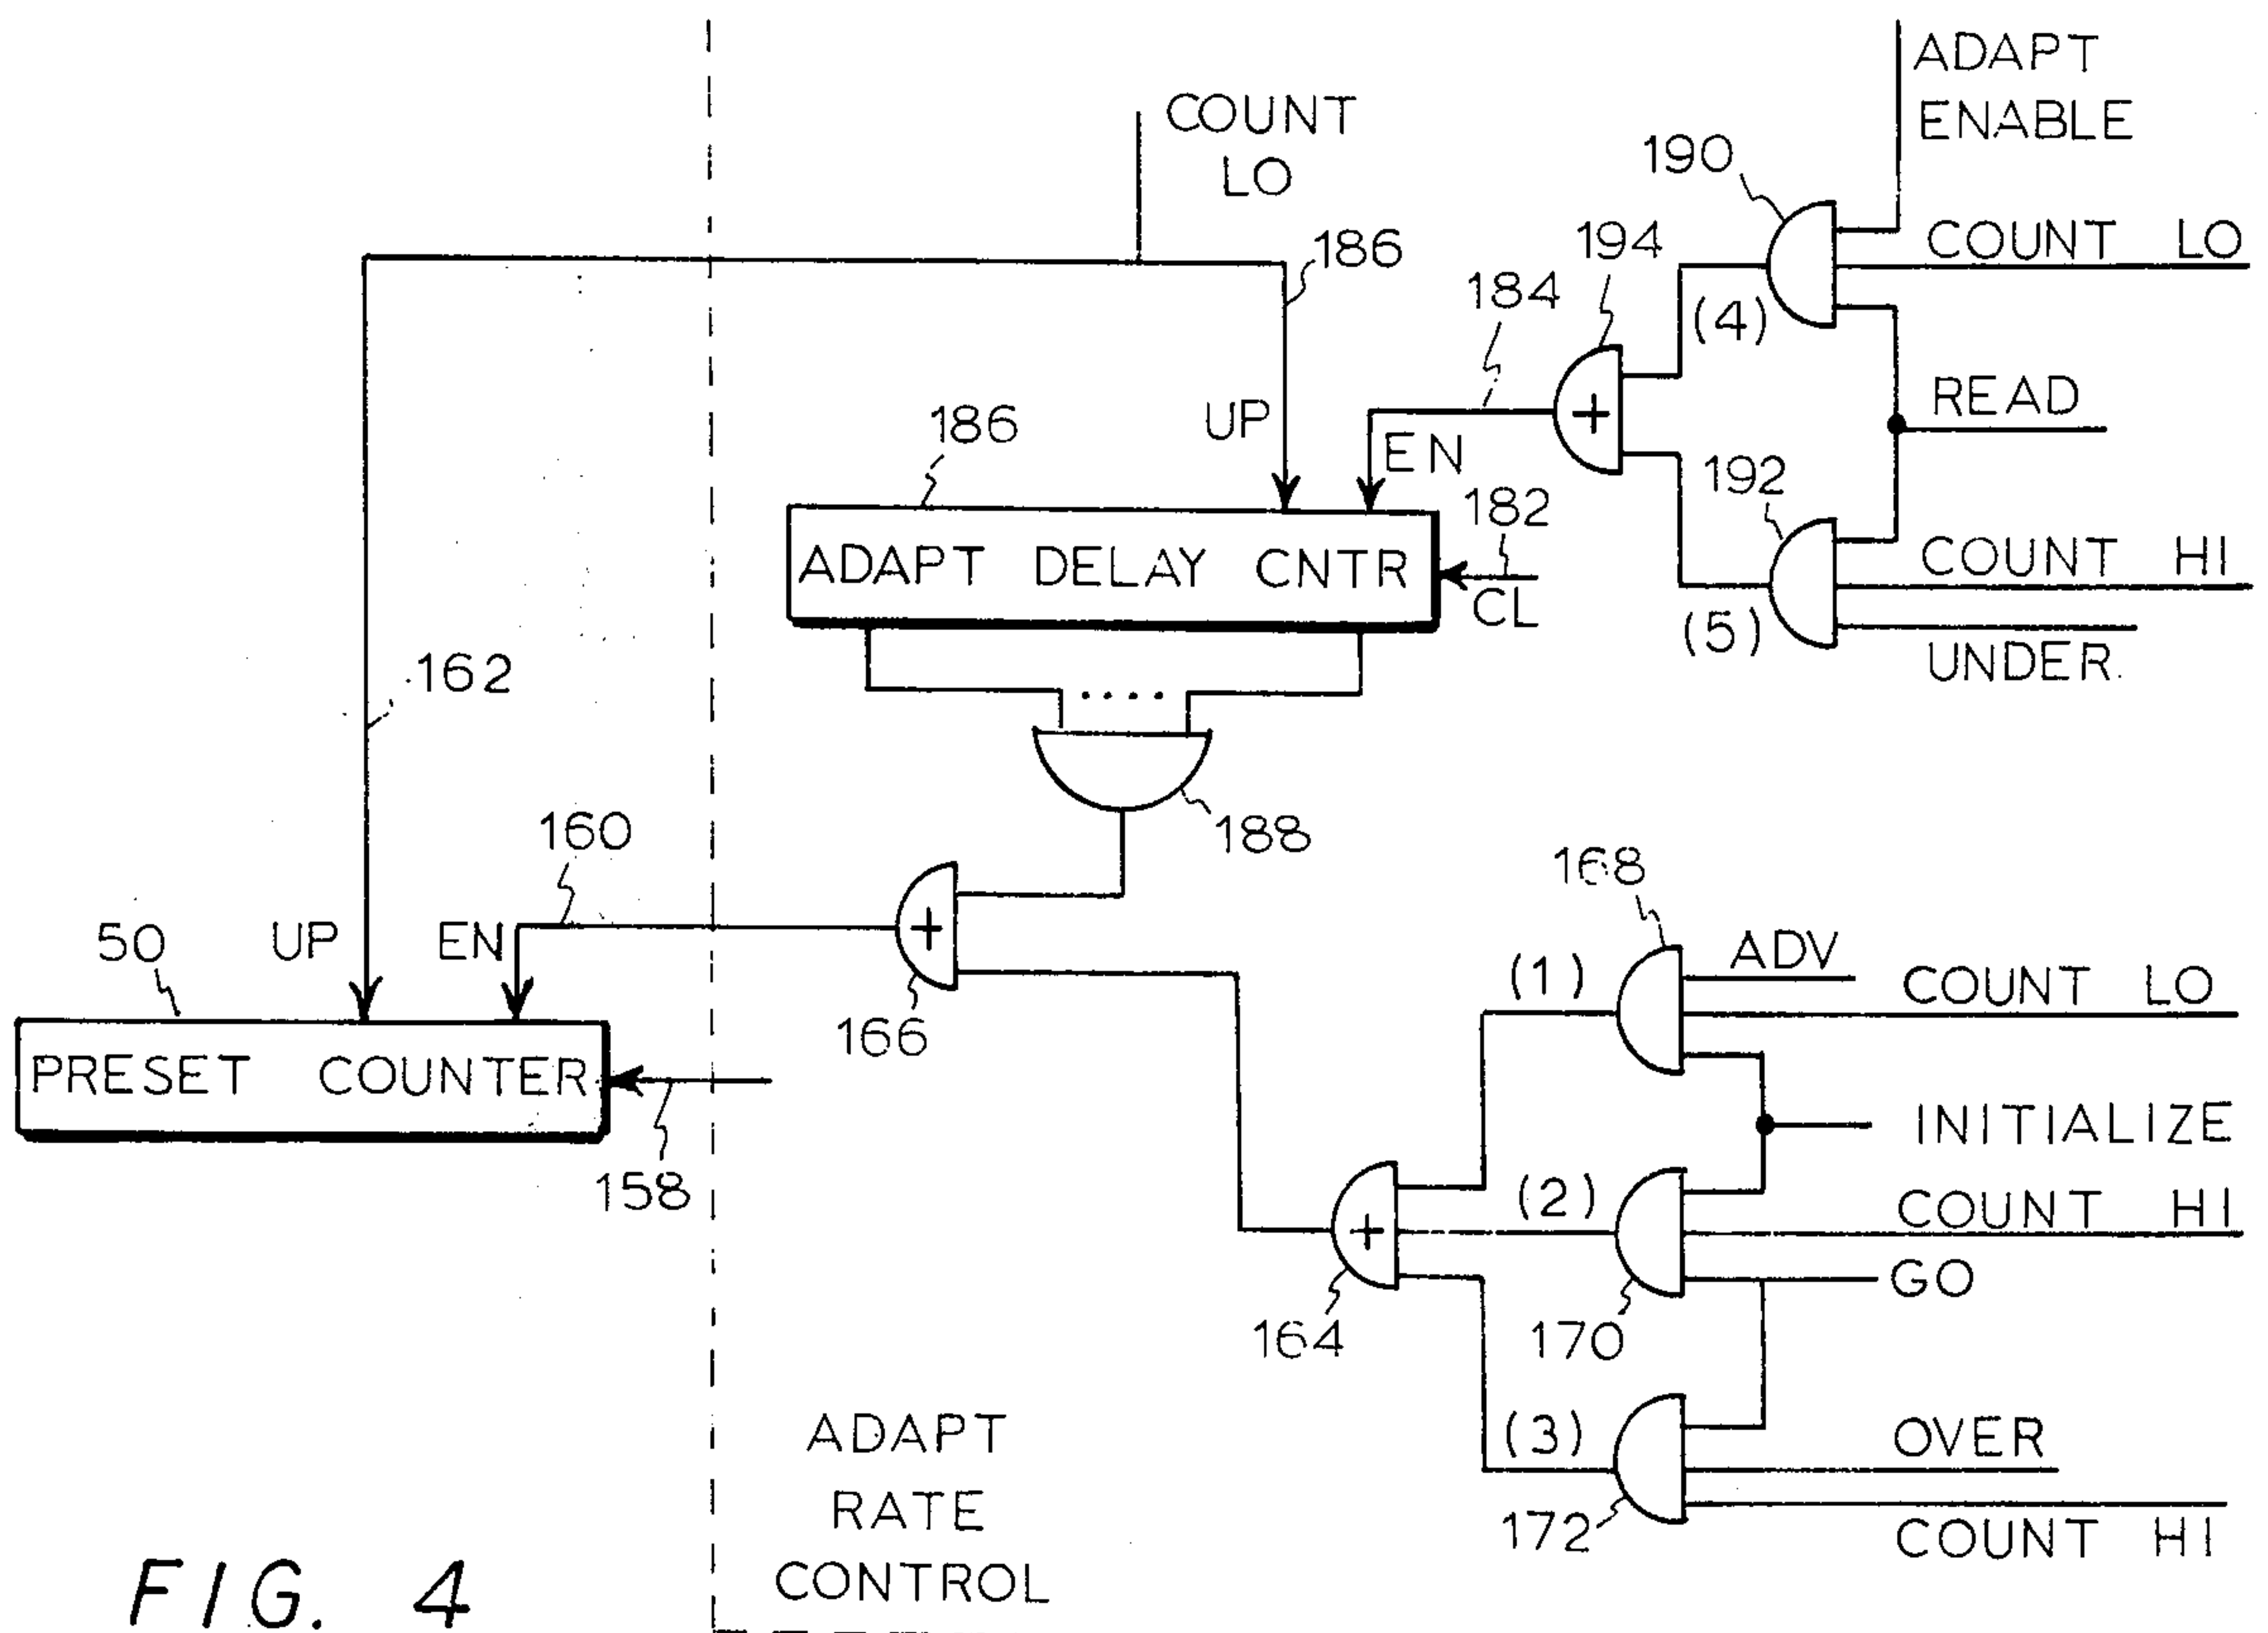 ADAPT
ENABLE
COUNT
LO
190
COUNT LO
194
186
184
(4)
READ
UP
186
EN
192
182
COUNT HI
ADAPT DELAY CNTR
CL
(5)
UNDER
162
188
160
168
50
UP
EN
(1)
ADV
COUNT LO
166
PRESET COUNTER
INITIALIZE
158
(2)
COUNT HI
GO
164
170
ADAPT
RATE
CONTROL
(3)
OVER
172
COUNT HI
FIG. 4